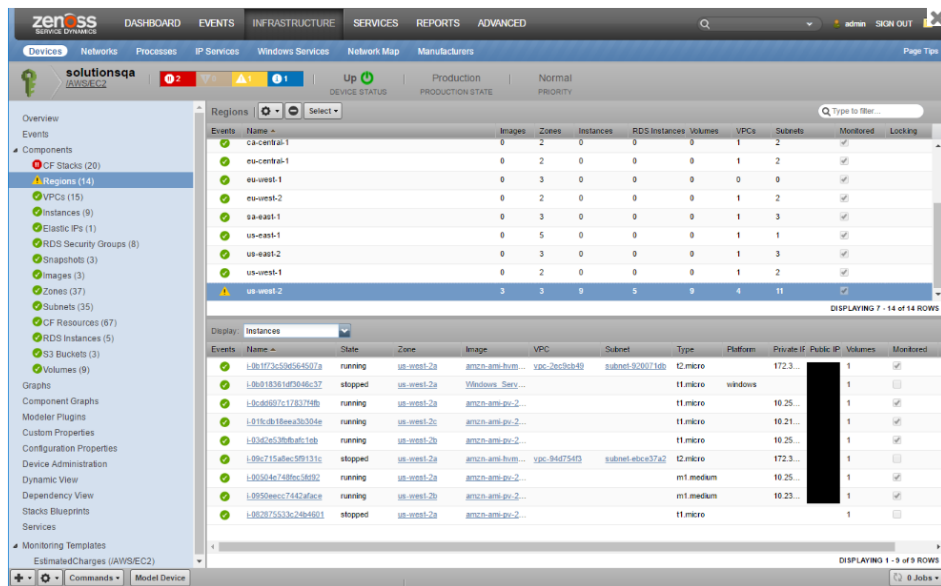 zenoss
SERVICE DYNAMICS
DASHBOARD EVENTS INFRASTRUCTURE SERVICES REPORTS ADVANCED
admin SIGN OUT
Devices Networks Processes IP Services Windows Services Network Map Manufacturers
Page Tips
solutionsqa
/AWS/EC2
2 0 1 1
Up
DEVICE STATUS
Production
PRODUCTION STATE
Normal
PRIORITY
Overview
Events
Components
CF Stacks (20)
Regions (14)
VPCs (15)
Instances (9)
Elastic IPs (1)
RDS Security Groups (8)
Snapshots (3)
Images (3)
Zones (37)
Subnets (35)
CF Resources (67)
RDS Instances (5)
S3 Buckets (3)
Volumes (9)
Graphs
Component Graphs
Modeler Plugins
Custom Properties
Configuration Properties
Device Administration
Dynamic View
Dependency View
Stacks Blueprints
Services
Monitoring Templates
EstimatedCharges (/AWS/EC2)
Regions Select Type to filter...
Events Name Images Zones Instances RDS Instances Volumes VPCs Subnets Monitored Locking
ca-central-1 0 2 0 0 0 1 2
eu-central-1 0 2 0 0 0 1 2
eu-west-1 0 3 0 0 0 0 0
eu-west-2 0 2 0 0 0 1 2
sa-east-1 0 3 0 0 0 1 3
us-east-1 0 5 0 0 0 1 1
us-east-2 0 3 0 0 0 1 3
us-west-1 0 2 0 0 0 1 2
us-west-2 3 3 9 5 9 4 11
DISPLAYING 7 - 14 of 14 ROWS
Display: Instances
Events Name State Zone Image VPC Subnet Type Platform Private IP Public IP Volumes Monitored
i-0b1f73c59d564507a running us-west-2a amzn-ami-hvm... vpc-2ec9cb49 subnet-920071db t2.micro 172.3... 1
i-0b018361df3046c37 stopped us-west-2a Windows_Serv... t1.micro windows 1
i-0cdd697c17837f4fb running us-west-2a amzn-ami-pv-2... t1.micro 10.25... 1
i-01fcdb18eea3b304e running us-west-2c amzn-ami-pv-2... t1.micro 10.21... 1
i-03d2e53fbfbafc1eb running us-west-2b amzn-ami-pv-2... t1.micro 10.25... 1
i-09c715a8ec5f9131c stopped us-west-2a amzn-ami-hvm... vpc-94d754f3 subnet-ebce37a2 t2.micro 172.3... 1
i-00504e748fec5fd92 running us-west-2a amzn-ami-pv-2... m1.medium 10.25... 1
i-0950eecc7442aface running us-west-2b amzn-ami-pv-2... m1.medium 10.23... 1
i-082875533c24b4601 stopped us-west-2a amzn-ami-pv-2... t1.micro 1
DISPLAYING 1 - 9 of 9 ROWS
Commands Model Device 0 Jobs